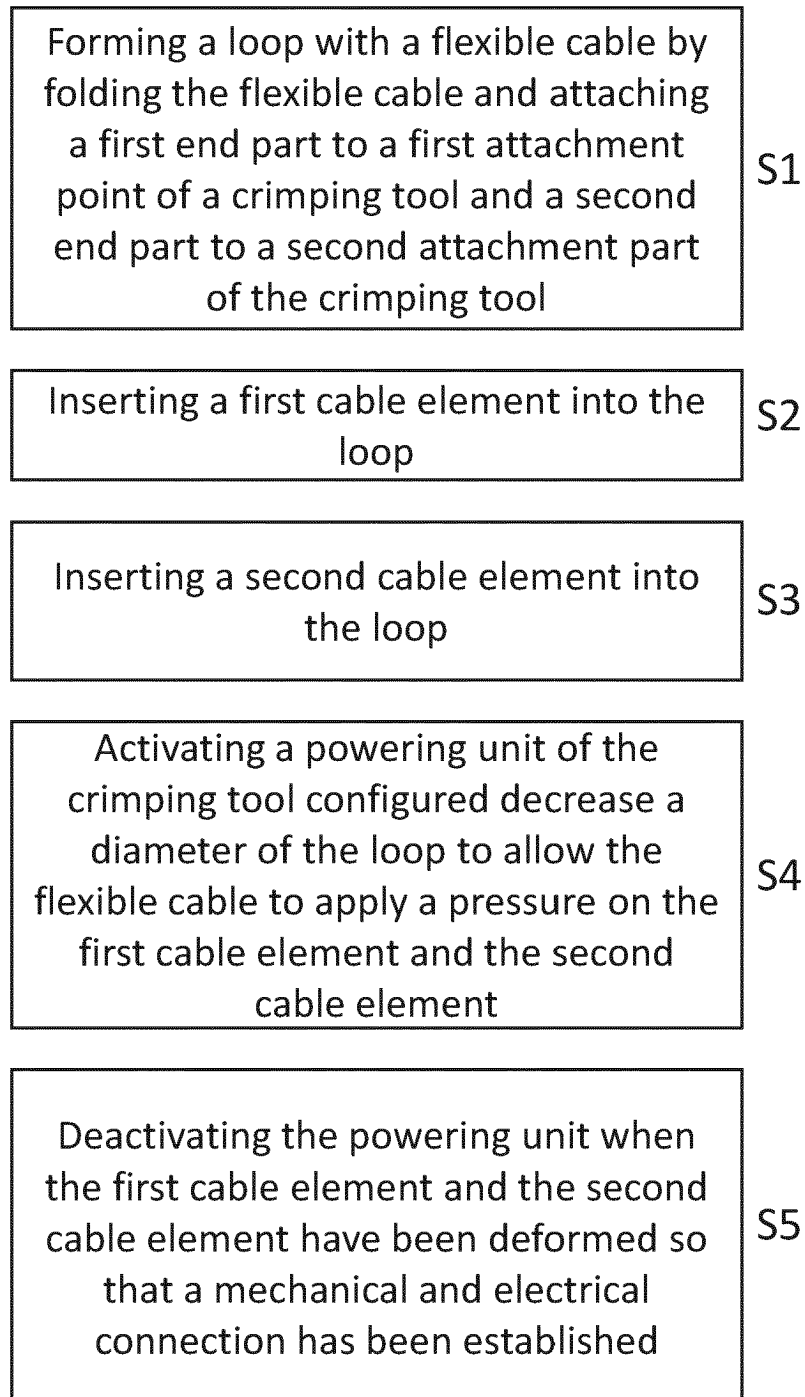 Forming a loop with a flexible cable by
folding the flexible cable and attaching
a first end part to a first attachment
point of a crimping tool and a second
end part to a second attachment part
of the crimping tool
S1
Inserting a first cable element into the
loop
S2
Inserting a second cable element into
the loop
S3
Activating a powering unit of the
crimping tool configured decrease a
diameter of the loop to allow the
flexible cable to apply a pressure on the
first cable element and the second
cable element
S4
Deactivating the powering unit when
the first cable element and the second
cable element have been deformed so
that a mechanical and electrical
connection has been established
S5